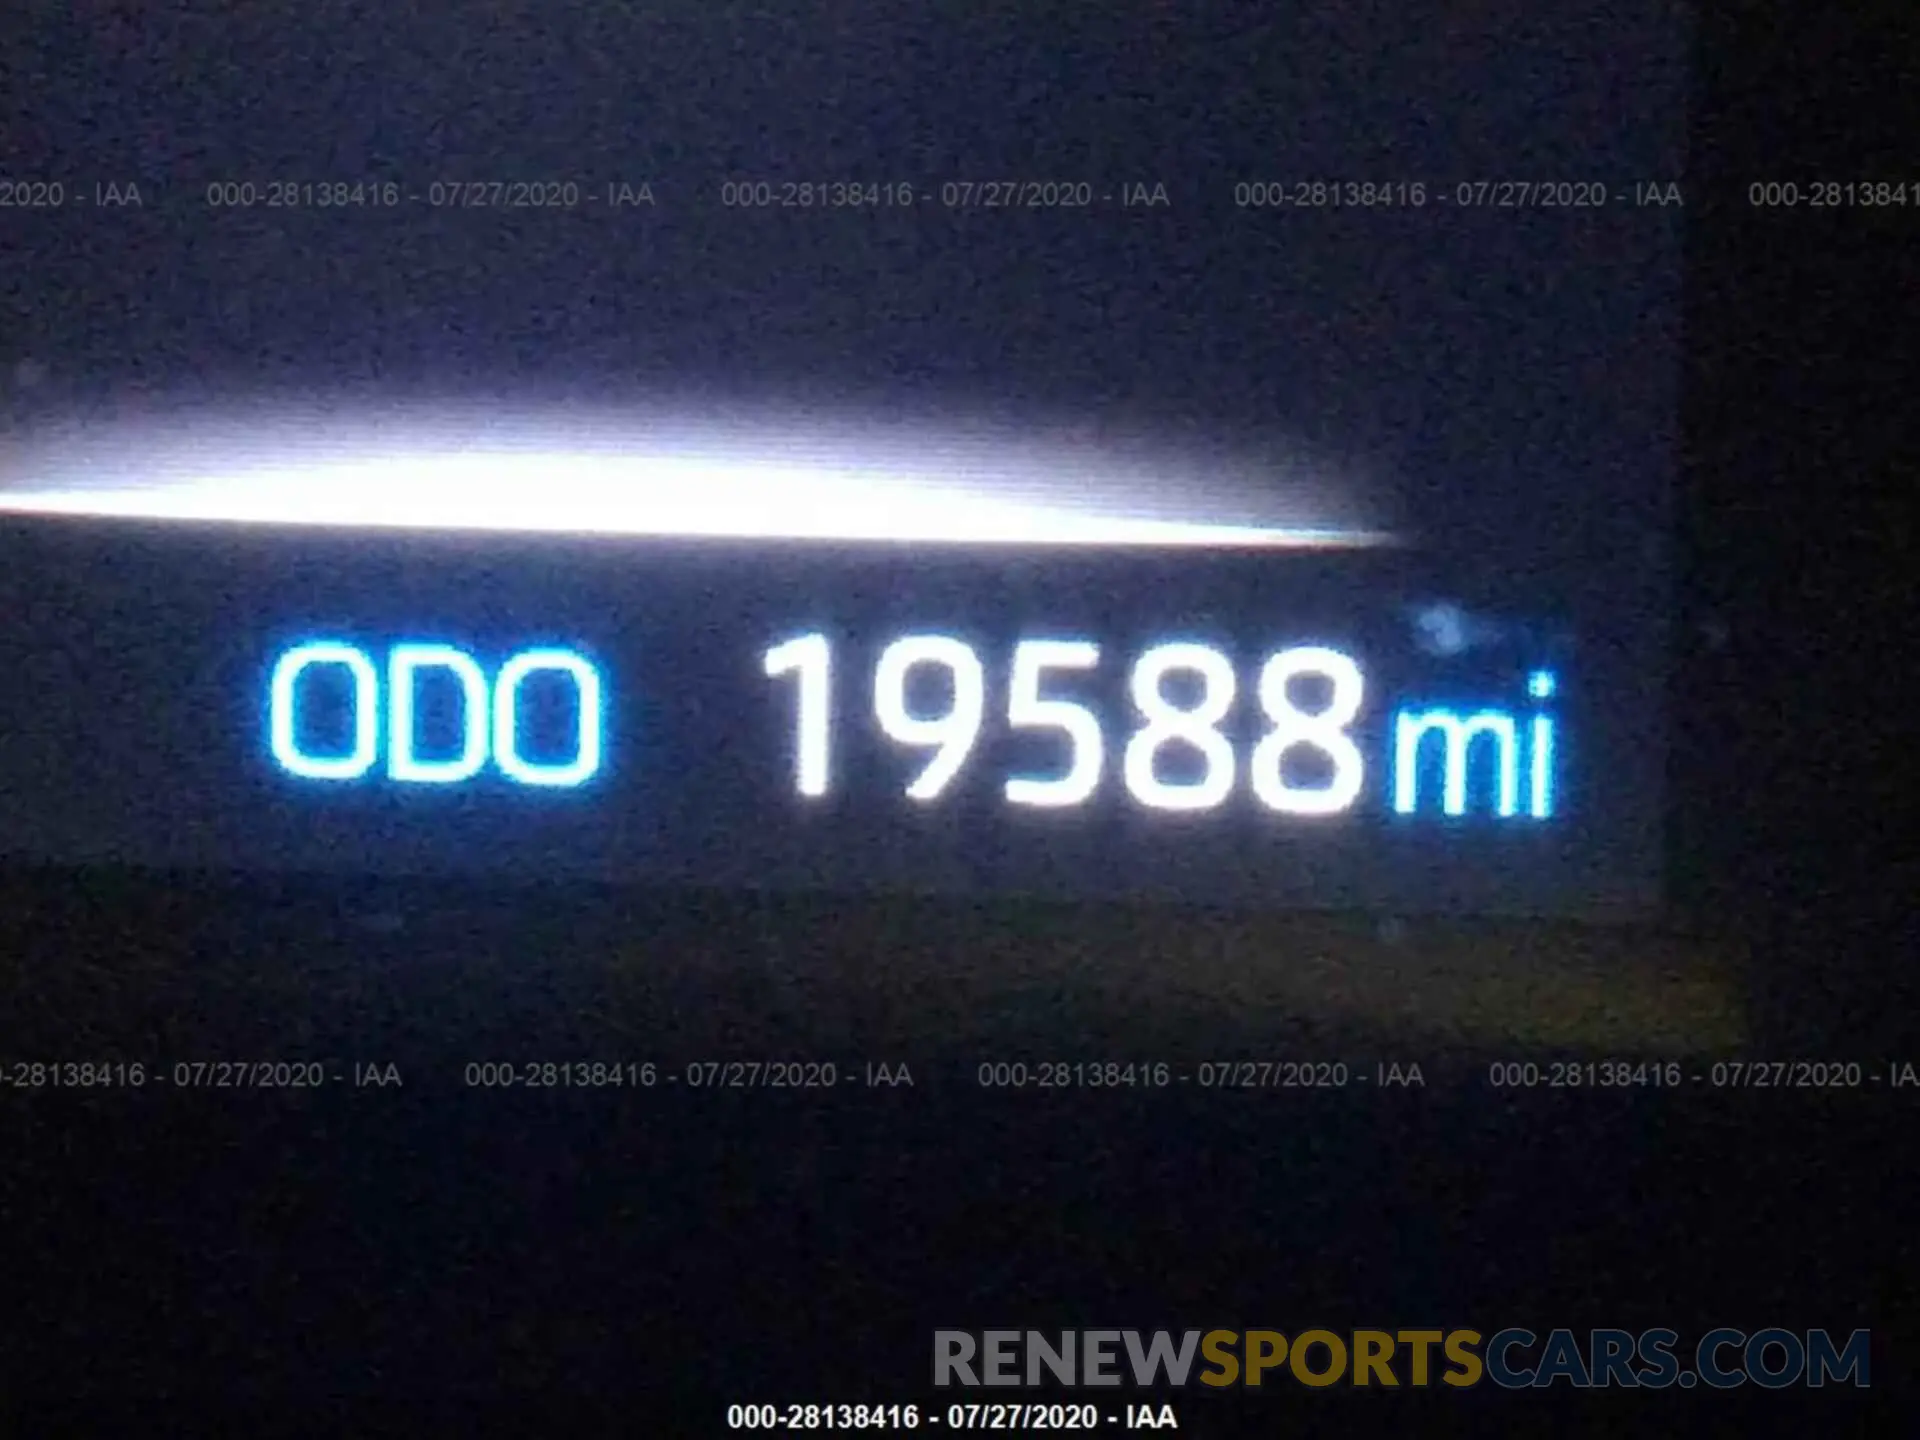 2020 - IAA 000-28138416 - 07/27/2020 - IAA 000-28138416 - 07/27/2020 - IAA 000-28138416 - 07/27/2020 - IAA 000-2813841
ODO 19588 mi
-28138416 - 07/27/2020 - IAA 000-28138416 - 07/27/2020 - IAA 000-28138416 - 07/27/2020 - IAA 000-28138416 - 07/27/2020 - IA
RENEWSPORTSCARS.COM
000-28138416 - 07/27/2020 - IAA